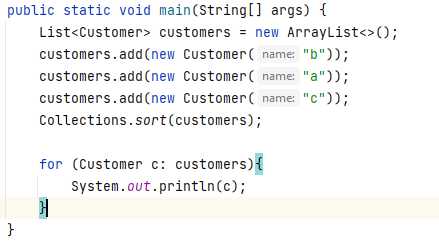 public static void main(String[] args) {
    List<Customer> customers = new ArrayList<>();
    customers.add(new Customer( name: "b"));
    customers.add(new Customer( name: "a"));
    customers.add(new Customer( name: "c"));
    Collections.sort(customers);

    for (Customer c: customers){
        System.out.println(c);
    }
}